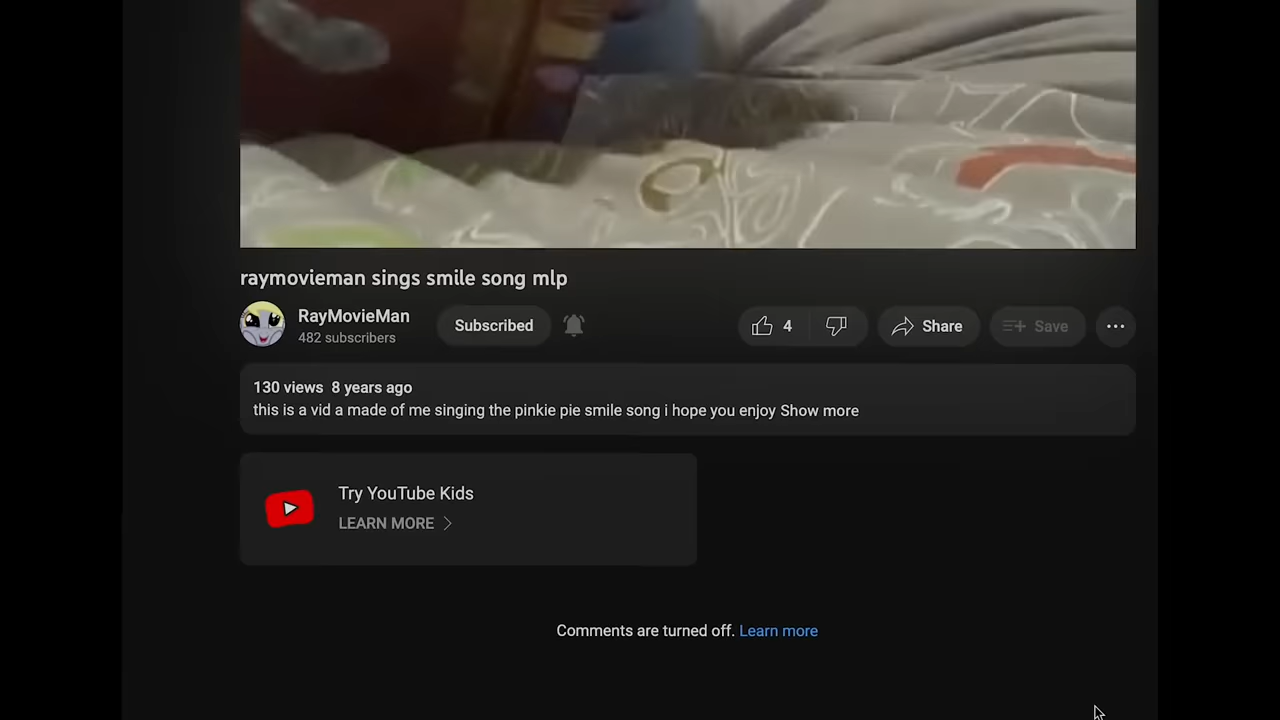 raymovieman sings smile song mlp
RayMovieMan
482 subscribers
Subscribed
4
Share
Save
130 views 8 years ago
this is a vid a made of me singing the pinkie pie smile song i hope you enjoy Show more
Try YouTube Kids
LEARN MORE
Comments are turned off. Learn more